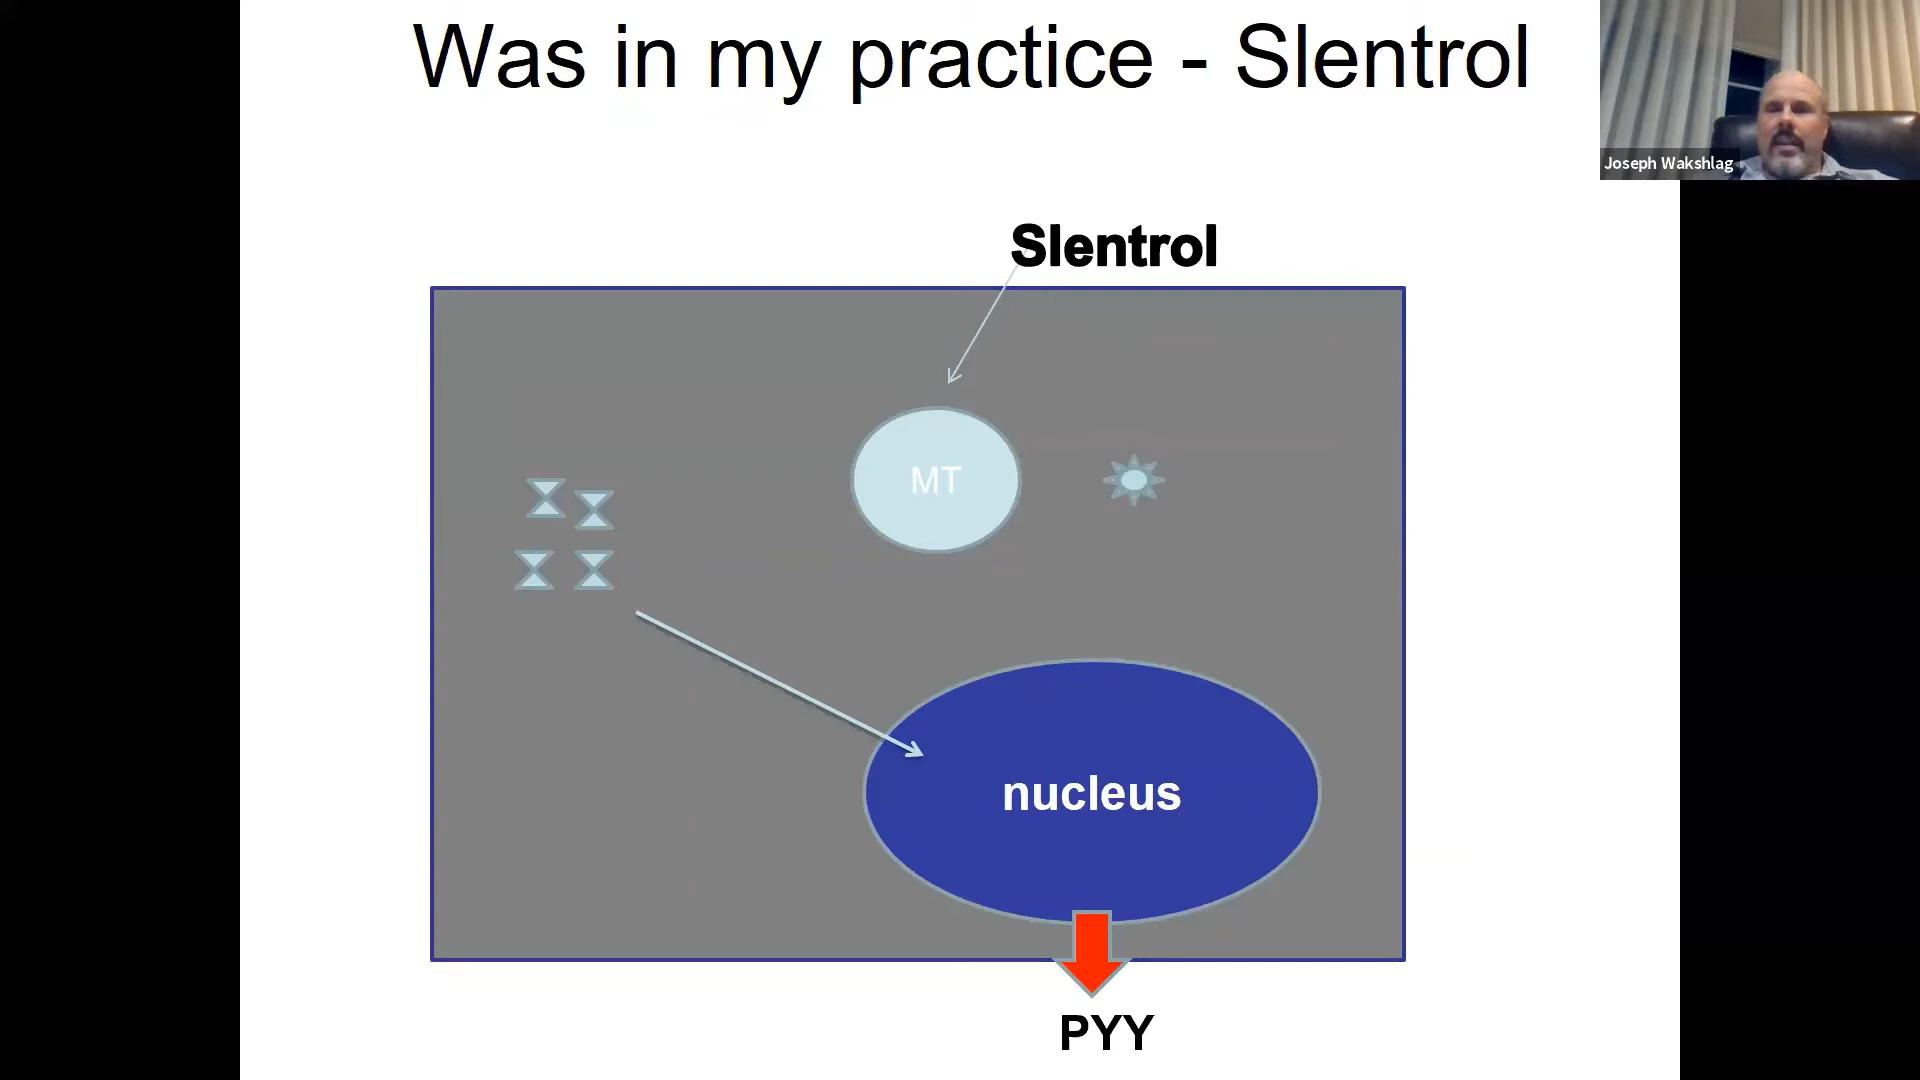 Was in my practice - Slentrol
Joseph Wakshlag
Slentrol
MT
nucleus
PYY